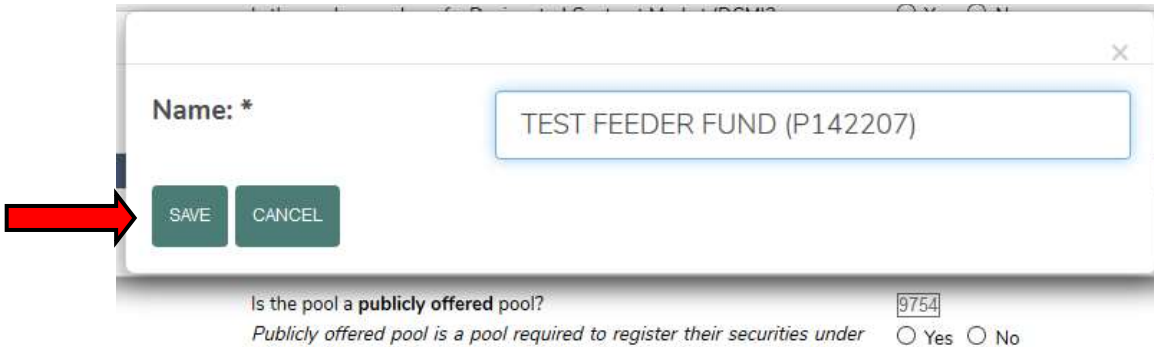 ×
Name: *
TEST FEEDER FUND (P142207)
SAVE CANCEL
Is the pool a publicly offered pool?
9754
Publicly offered pool is a pool required to register their securities under
Yes No